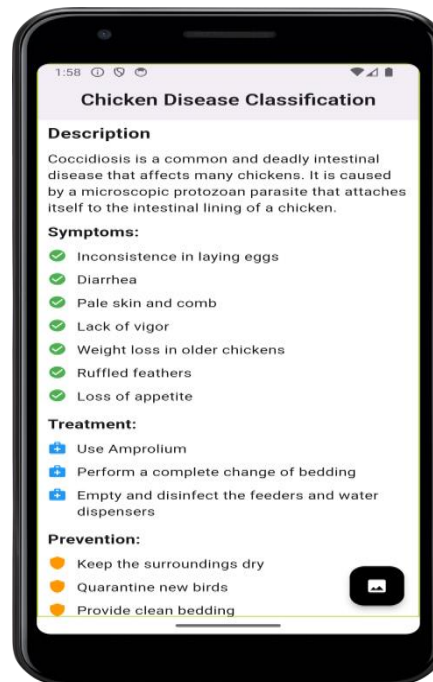 1:58
Chicken Disease Classification
Description
Coccidiosis is a common and deadly intestinal
disease that affects many chickens. It is caused
by a microscopic protozoan parasite that attaches
itself to the intestinal lining of a chicken.
Symptoms:
Inconsistence in laying eggs
Diarrhea
Pale skin and comb
Lack of vigor
Weight loss in older chickens
Ruffled feathers
Loss of appetite
Treatment:
Use Amprolium
Perform a complete change of bedding
Empty and disinfect the feeders and water
dispensers
Prevention:
Keep the surroundings dry
Quarantine new birds
Provide clean bedding